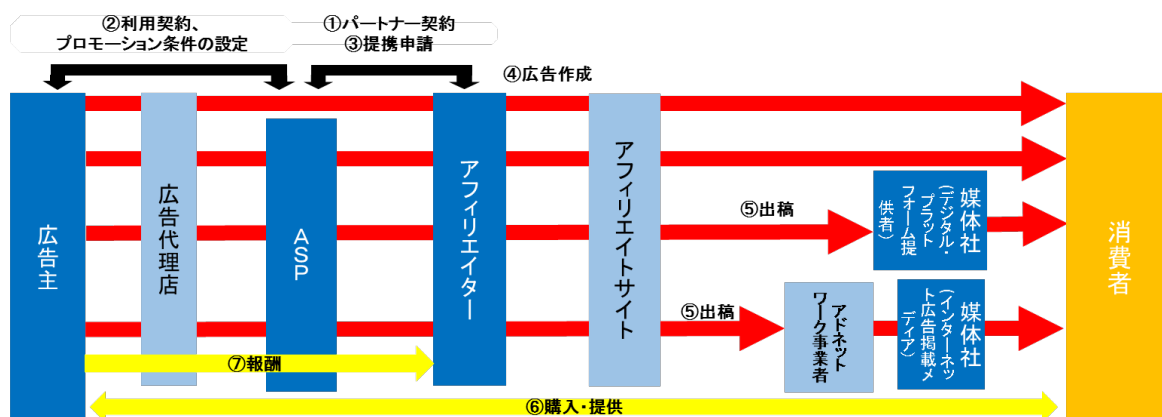 ②利用契約、
プロモーション条件の設定
①パートナー契約
③提携申請
④広告作成
広告主
広告代理店
ASP
アフィリエイター
アフィリエイトサイト
⑤出稿
媒体社
(デジタル・
プラット
フォーム提
供者)
⑤出稿
アドネット
ワーク事業者
媒体社
(インターネッ
ト広告掲載メ
ディア)
消費者
⑦報酬
⑥購入・提供